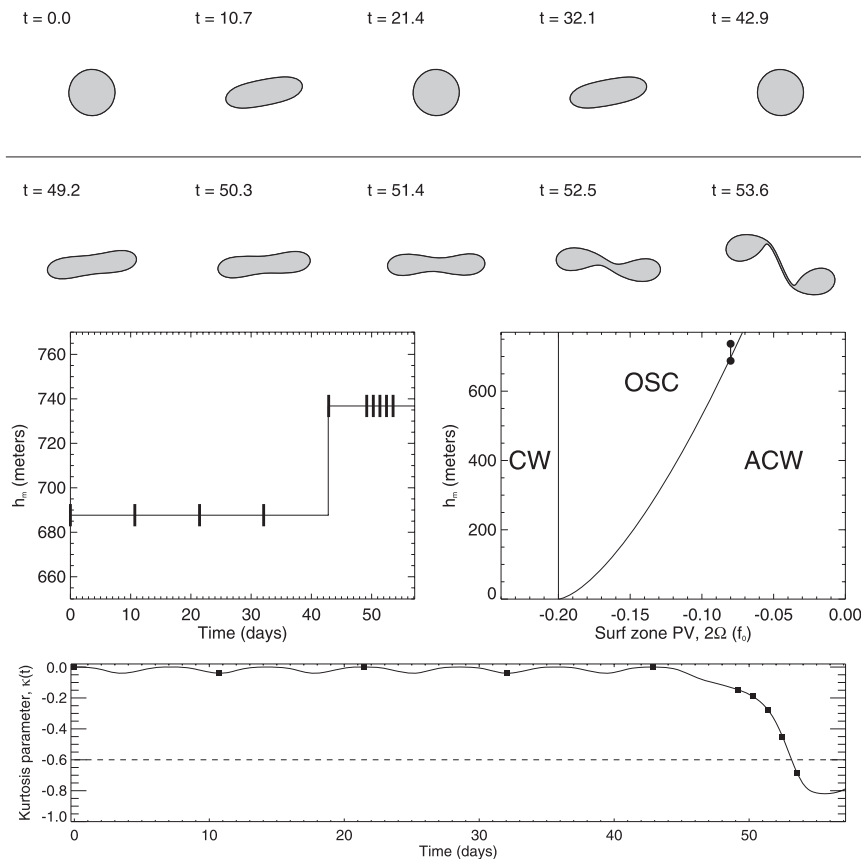 t = 0.0 t = 10.7 t = 21.4 t = 32.1 t = 42.9
t = 49.2 t = 50.3 t = 51.4 t = 52.5 t = 53.6
760
740
720
700
680
660
hm (meters)
0 10 20 30 40 50
Time (days)
600
400
200
0
hm (meters)
OSC
CW
ACW
-0.20 -0.15 -0.10 -0.05 0.00
Surf zone PV, 2Ω (f0)
0.0
-0.2
-0.4
-0.6
-0.8
-1.0
Kurtosis parameter, κ(t)
0 10 20 30 40 50
Time (days)